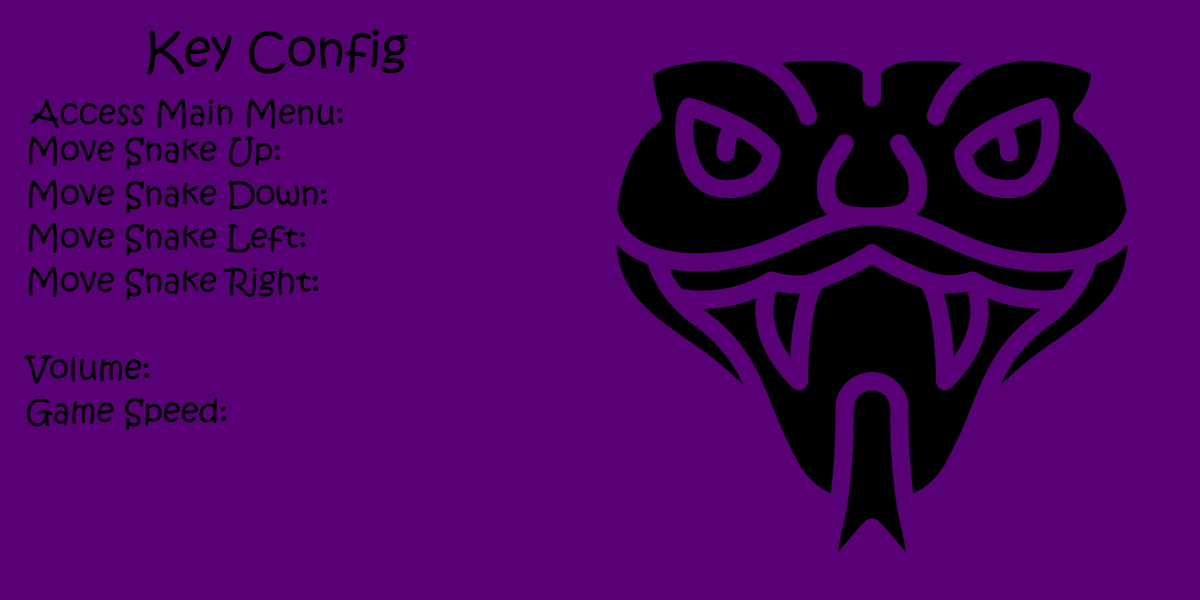 Key Config
Access Main Menu:
Move Snake Up:
Move Snake Down:
Move Snake Left:
Move Snake Right:
Volume:
Game Speed: